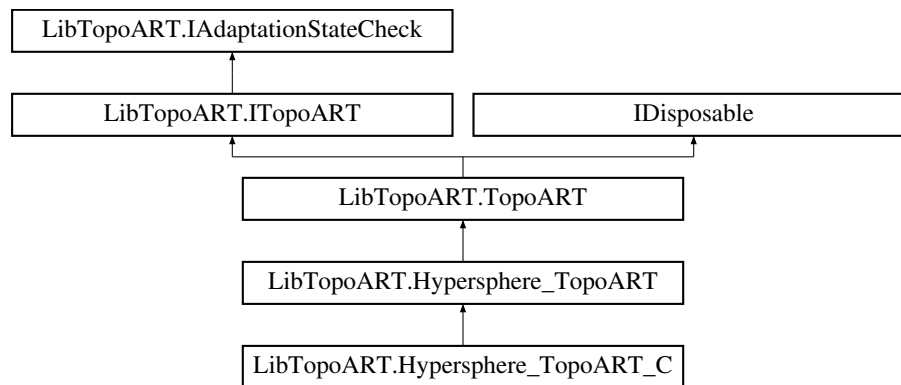 LibTopoART.IAdaptationStateCheck
LibTopoART.ITopoART
IDisposable
LibTopoART.TopoART
LibTopoART.Hypersphere_TopoART
LibTopoART.Hypersphere_TopoART_C